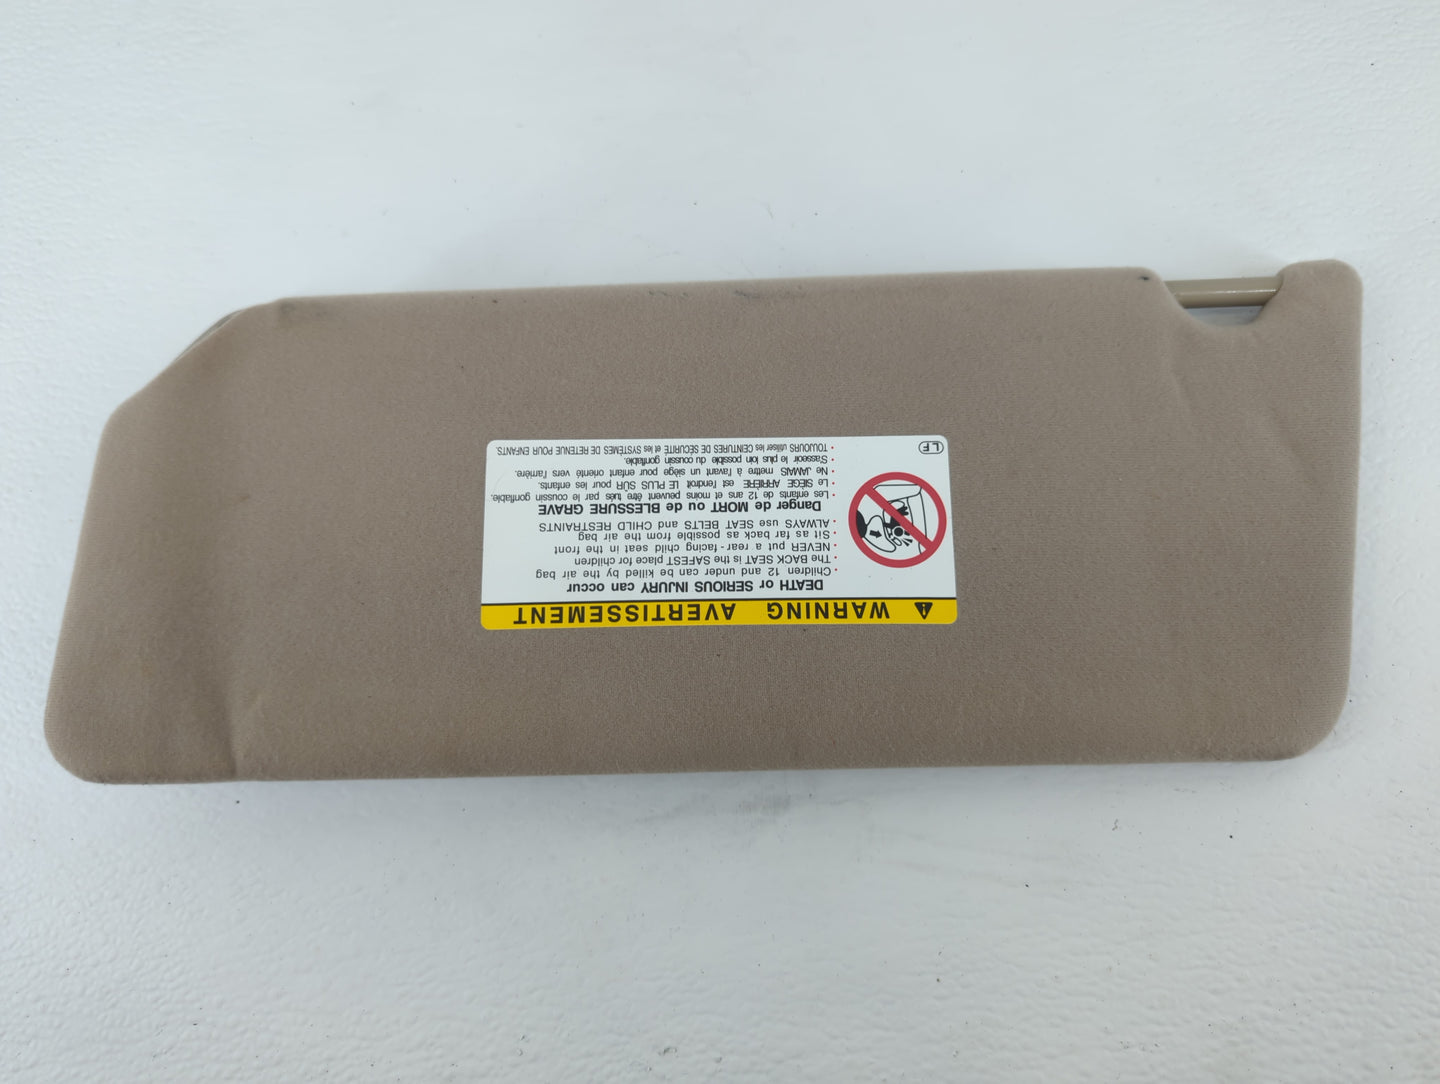 WARNING AVERTISSEMENT
DEATH or SERIOUS INJURY can occur
• Children 12 and under can be killed by the air bag
• The BACK SEAT is the SAFEST place for children
• NEVER put a rear-facing child seat in the front
• Sit as far back as possible from the air bag
• ALWAYS use SEAT BELTS and CHILD RESTRAINTS
Danger de MORT ou de BLESSURE GRAVE
• Les enfants de 12 ans et moins peuvent être tués par le coussin gonflable.
• Le SIÈGE ARRIÈRE est l'endroit LE PLUS SÛR pour les enfants.
• Ne JAMAIS mettre à l'avant un siège pour enfant orienté vers l'arrière.
• S'asseoir le plus loin possible du coussin gonflable.
• TOUJOURS utiliser les CEINTURES DE SÉCURITÉ et les SYSTÈMES DE RETENUE POUR ENFANTS.
LF